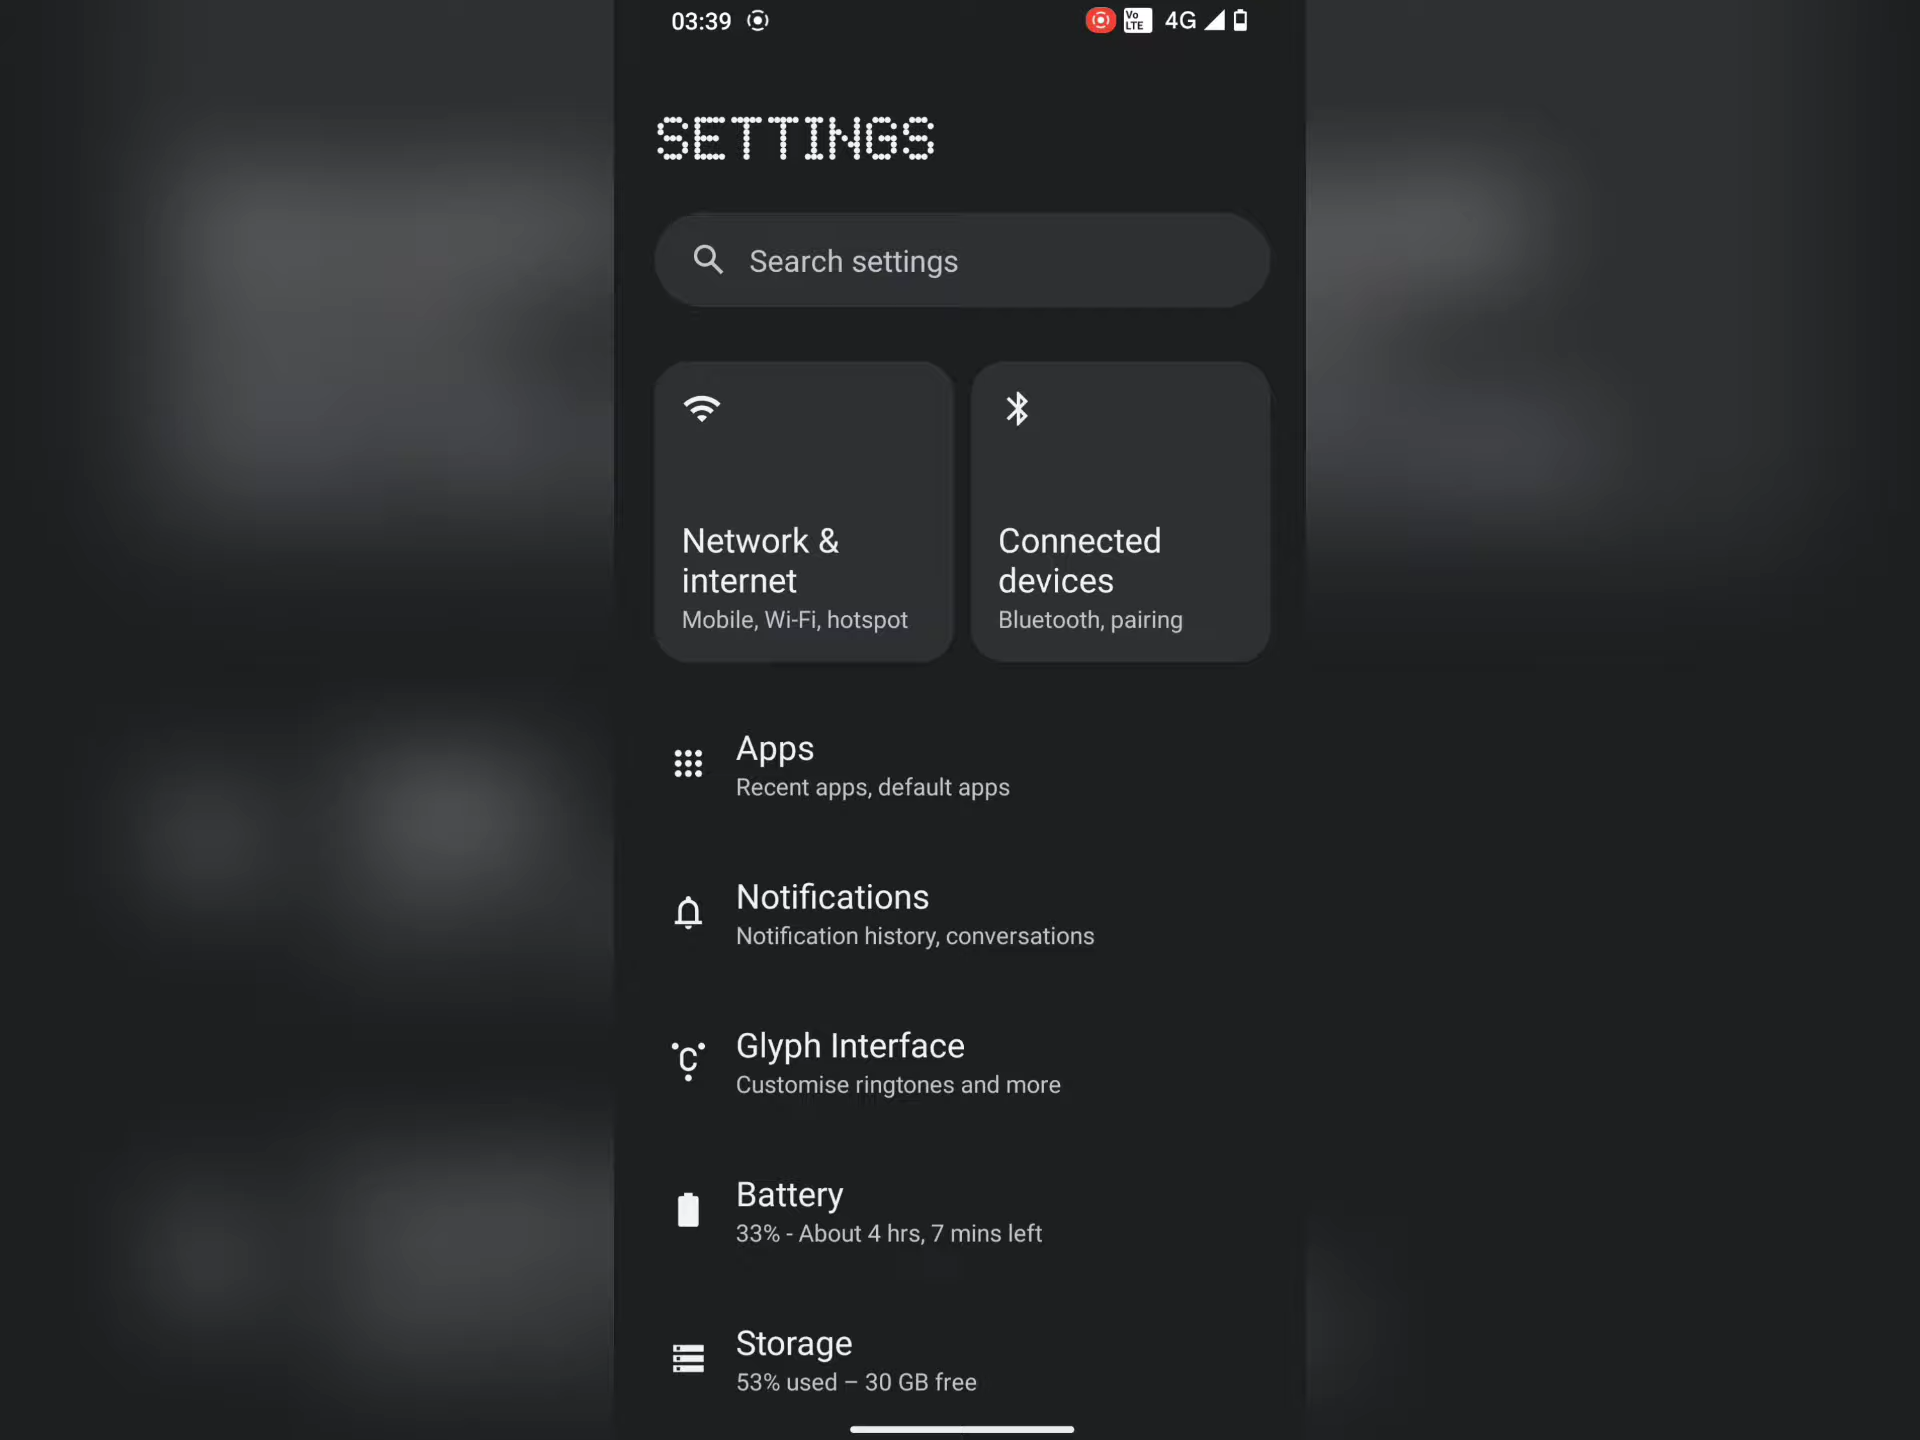 03:39
Vo LTE 4G
SETTINGS
Search settings
Network &
internet
Mobile, Wi-Fi, hotspot
Connected
devices
Bluetooth, pairing
Apps
Recent apps, default apps
Notifications
Notification history, conversations
Glyph Interface
Customise ringtones and more
Battery
33% - About 4 hrs, 7 mins left
Storage
53% used – 30 GB free